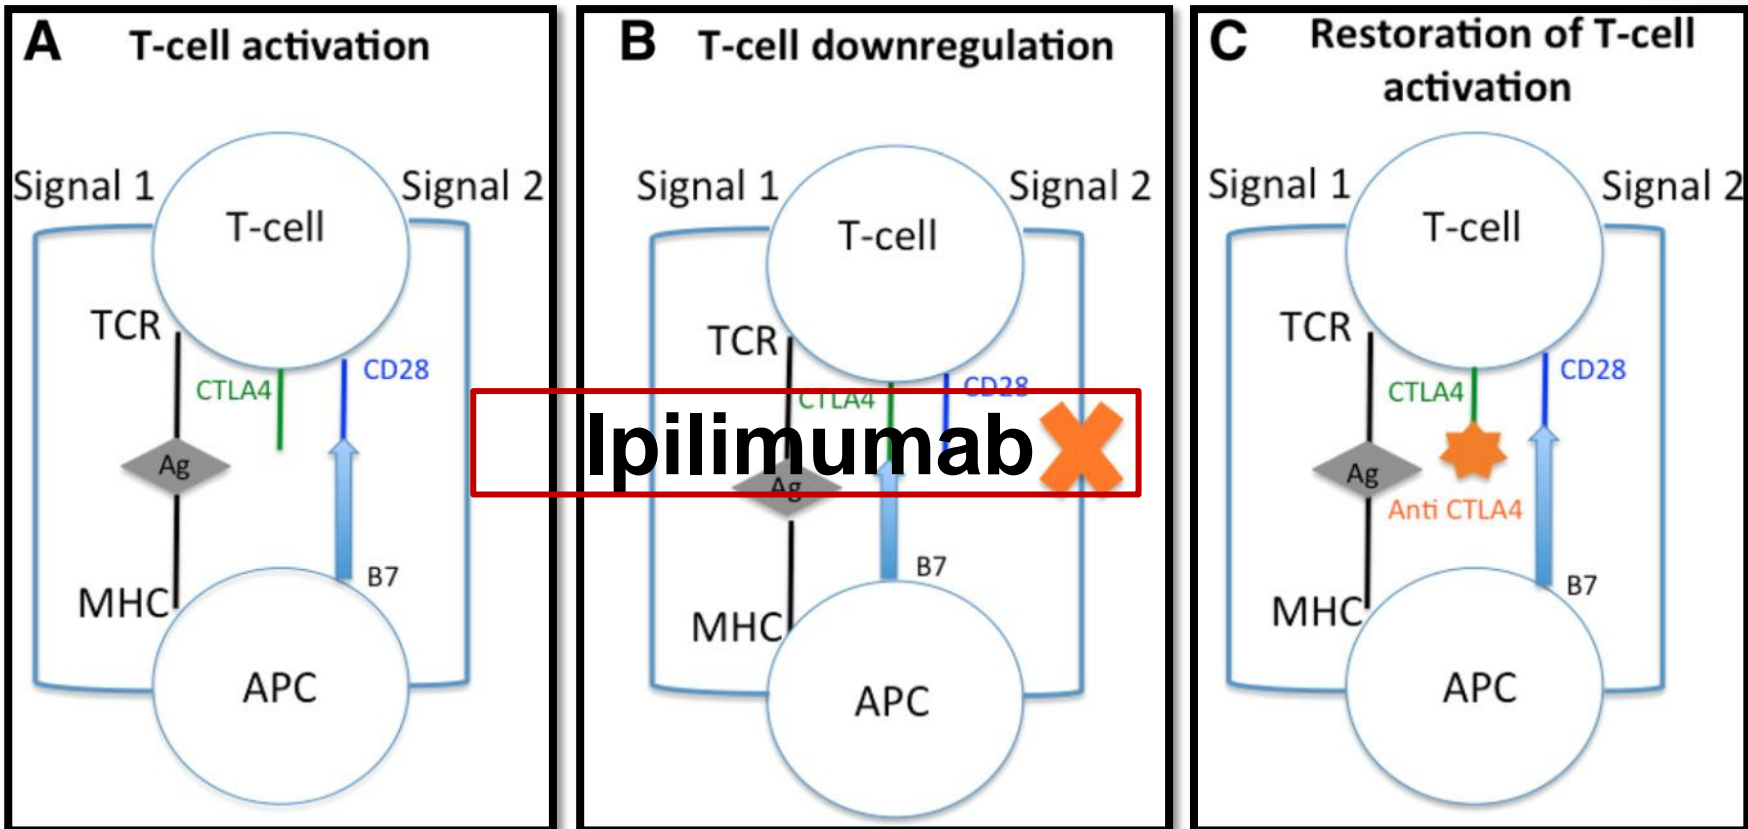 A T-cell activation
Signal 1 Signal 2
T-cell
TCR
CTLA4 CD28
Ag
B7
MHC
APC
B T-cell downregulation
Signal 1 Signal 2
T-cell
TCR
CTLA4 CD28
Ipilimumab
Ag
B7
MHC
APC
C Restoration of T-cell
activation
Signal 1 Signal 2
T-cell
TCR
CTLA4 CD28
Ag
Anti CTLA4
B7
MHC
APC